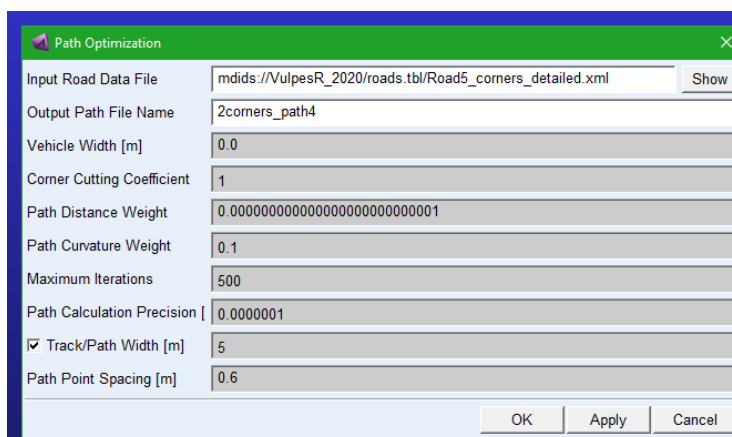 Path Optimization
Input Road Data File mdids://VulpesR_2020/roads.tbl/Road5_corners_detailed.xml Show
Output Path File Name 2corners_path4
Vehicle Width [m] 0.0
Corner Cutting Coefficient 1
Path Distance Weight 0.000000000000000000000000001
Path Curvature Weight 0.1
Maximum Iterations 500
Path Calculation Precision [ 0.0000001
Track/Path Width [m] 5
Path Point Spacing [m] 0.6
OK Apply Cancel